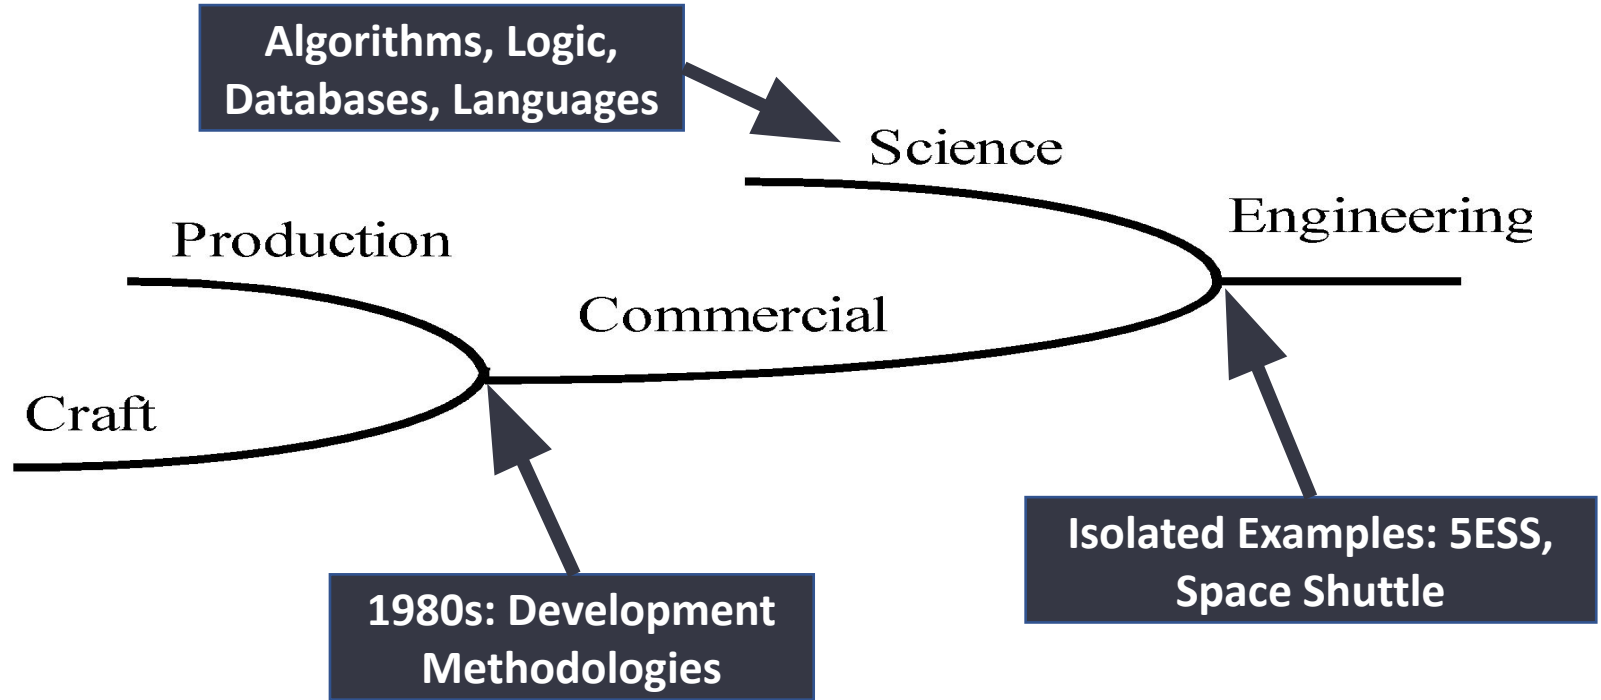 Algorithms, Logic,
Databases, Languages
Science
Engineering
Production
Commercial
Craft
Isolated Examples: 5ESS,
Space Shuttle
1980s: Development
Methodologies